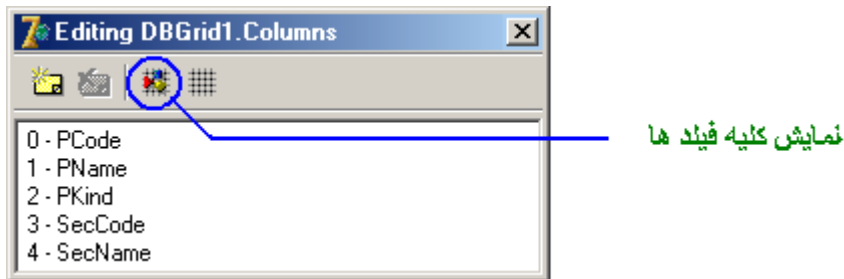 Editing DBGrid1.Columns
0 - PCode
1 - PName
2 - PKind
3 - SecCode
4 - SecName
نمایش کلیه فیلد ها